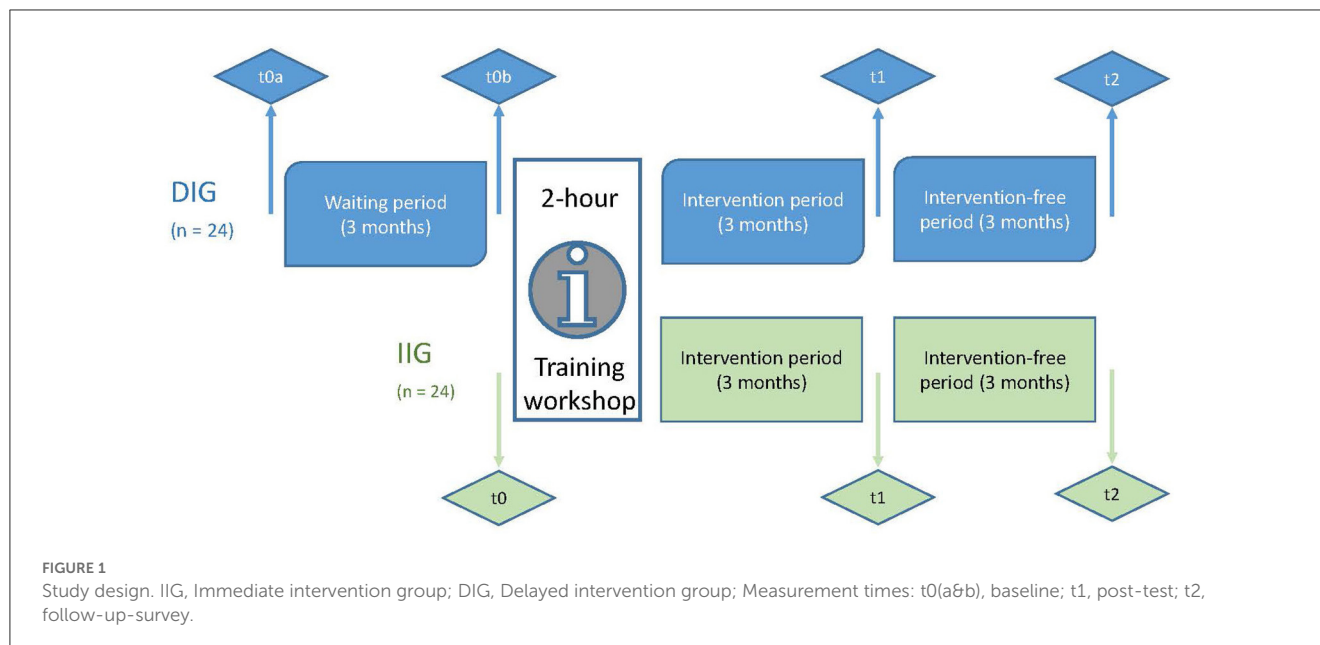 t0a
t0b
t1
t2
DIG
(n = 24)
Waiting period
(3 months)
2-hour
i
Training
workshop
Intervention period
(3 months)
Intervention-free
period (3 months)
IIG
(n = 24)
Intervention period
(3 months)
Intervention-free
period (3 months)
t0
t1
t2
FIGURE 1
Study design. IIG, Immediate intervention group; DIG, Delayed intervention group; Measurement times: t0(a&b), baseline; t1, post-test; t2,
follow-up-survey.